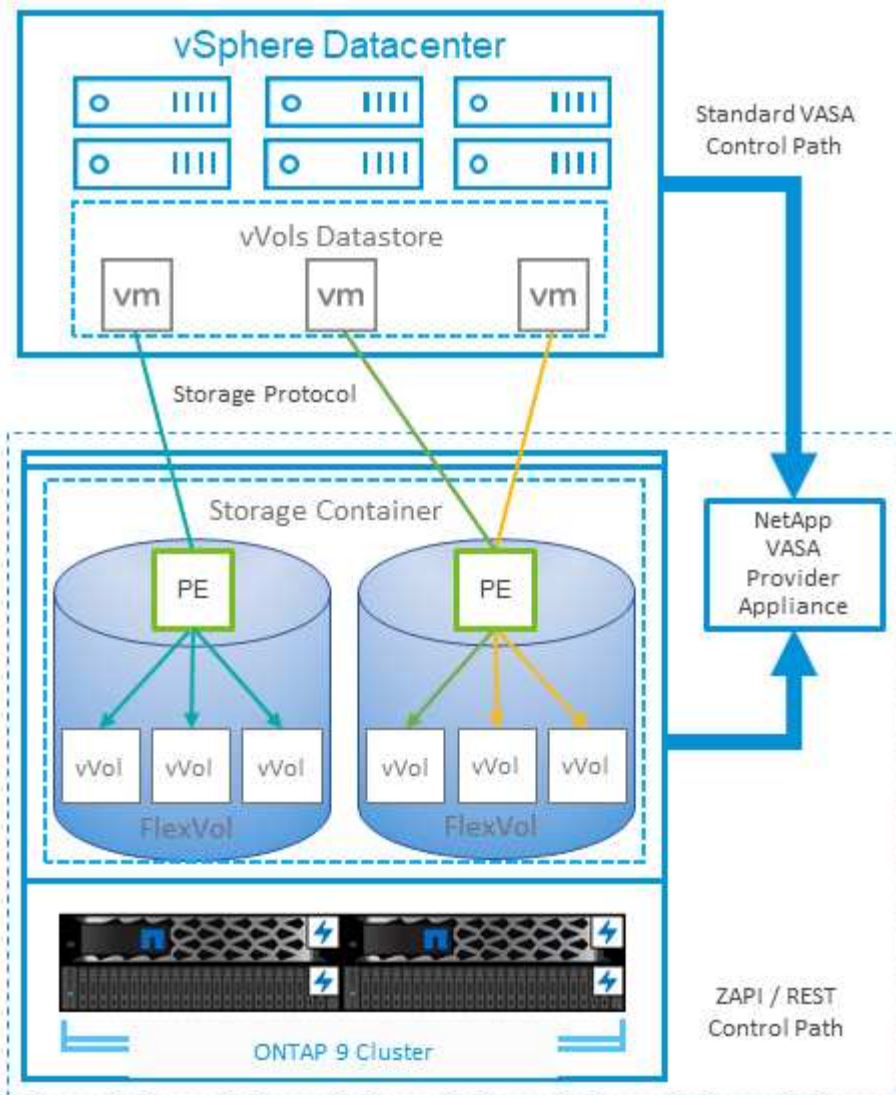 vSphere Datacenter
Standard VASA
Control Path
vVols Datastore
vm
vm
vm
Storage Protocol
Storage Container
NetApp
VASA
Provider
Appliance
PE
PE
vVol
vVol
vVol
vVol
vVol
vVol
FlexVol
FlexVol
ZAPI / REST
Control Path
ONTAP 9 Cluster